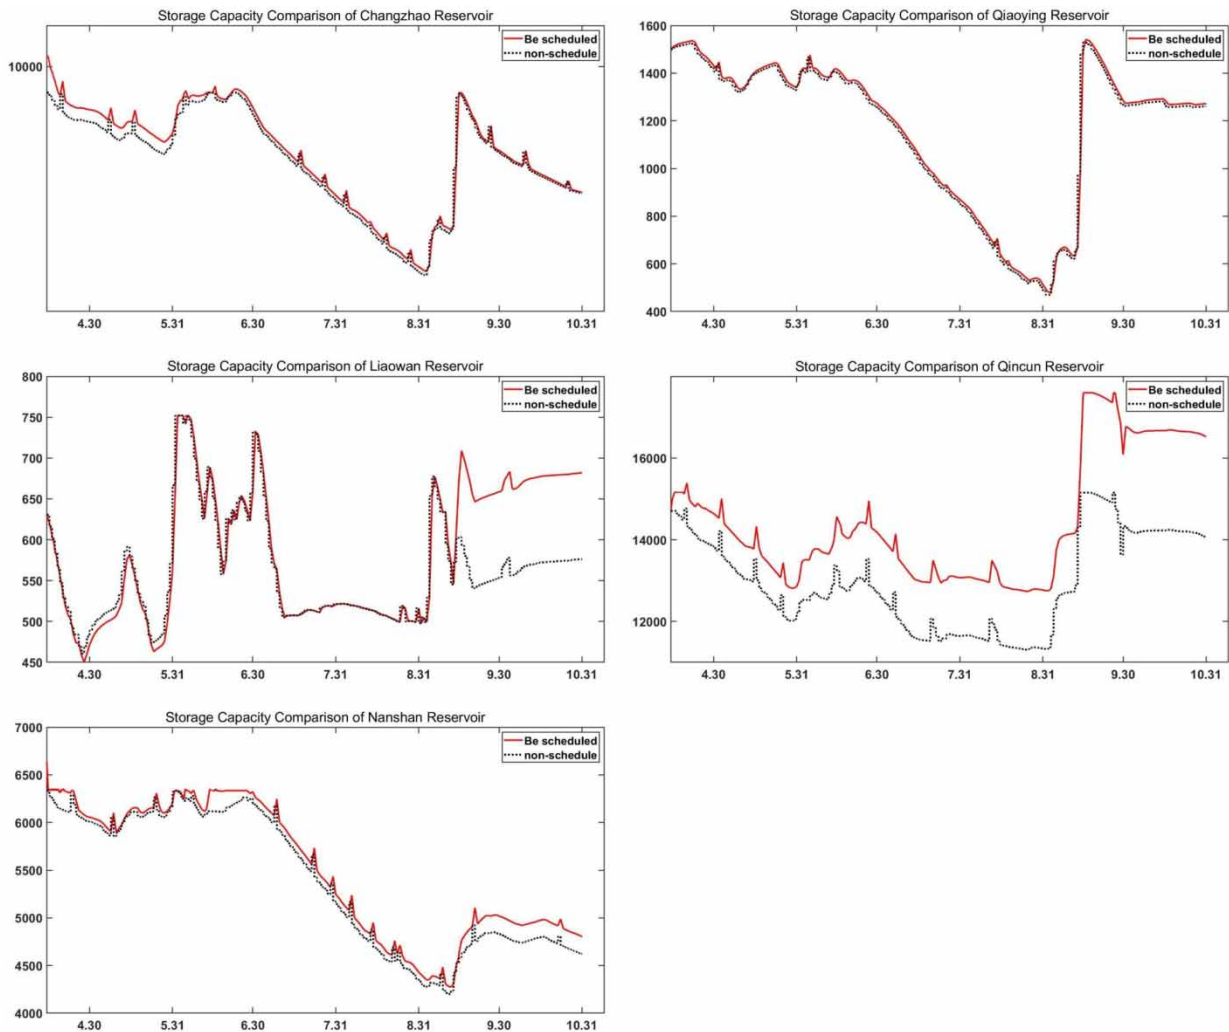 Storage Capacity Comparison of Changzhao Reservoir
Be scheduled
non-schedule
10000
4.30 5.31 6.30 7.31 8.31 9.30 10.31
Storage Capacity Comparison of Qiaoying Reservoir
Be scheduled
non-schedule
1600
1400
1200
1000
800
600
400
4.30 5.31 6.30 7.31 8.31 9.30 10.31
Storage Capacity Comparison of Liaowan Reservoir
Be scheduled
non-schedule
800
750
700
650
600
550
500
450
4.30 5.31 6.30 7.31 8.31 9.30 10.31
Storage Capacity Comparison of Qincun Reservoir
Be scheduled
non-schedule
16000
14000
12000
4.30 5.31 6.30 7.31 8.31 9.30 10.31
Storage Capacity Comparison of Nanshan Reservoir
Be scheduled
non-schedule
7000
6500
6000
5500
5000
4500
4000
4.30 5.31 6.30 7.31 8.31 9.30 10.31